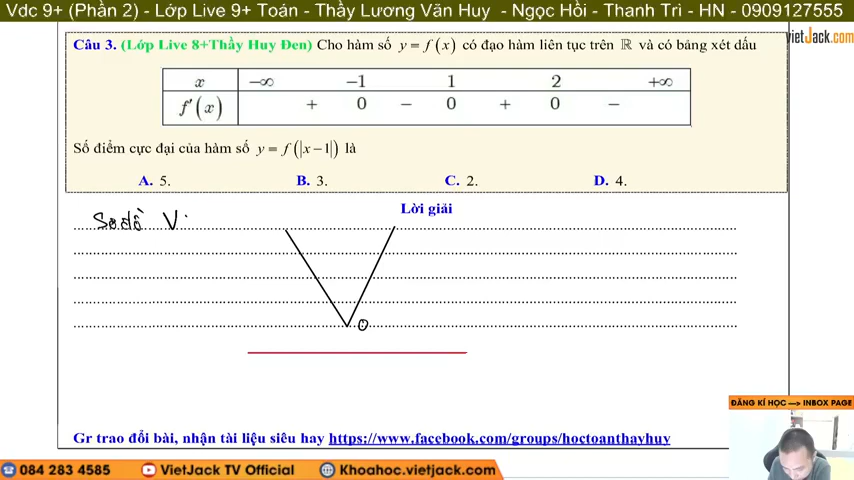 Vdc 9+ (Phần 2) - Lớp Live 9+ Toán - Thầy Lương Văn Huy - Ngọc Hồi - Thanh Trì - HN - 0909127555
vietJack.com
Câu 3. (Lớp Live 8+Thầy Huy Đen) Cho hàm số y = f(x) có đạo hàm liên tục trên ℝ và có bảng xét dấu
x −∞ −1 1 2 +∞
f′(x) + 0 − 0 + 0 −
Số điểm cực đại của hàm số y = f(|x−1|) là
A. 5. B. 3. C. 2. D. 4.
Lời giải
Sơ đồ V:
0
ĐĂNG KÍ HỌC —> INBOX PAGE
Gr trao đổi bài, nhận tài liệu siêu hay https://www.facebook.com/groups/hoctoanthayhuy
084 283 4585 VietJack TV Official Khoahoc.vietjack.com